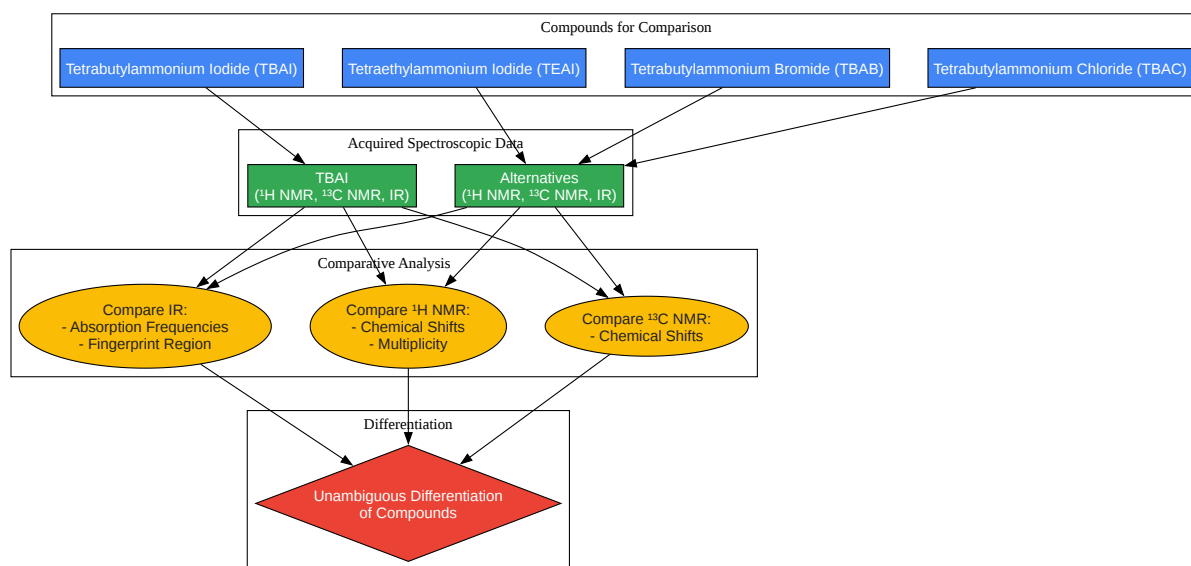 Compounds for Comparison
Tetrabutylammonium Iodide (TBAI)
Tetraethylammonium Iodide (TEAI)
Tetrabutylammonium Bromide (TBAB)
Tetrabutylammonium Chloride (TBAC)
Acquired Spectroscopic Data
TBAI
(¹H NMR, ¹³C NMR, IR)
Alternatives
(¹H NMR, ¹³C NMR, IR)
Comparative Analysis
Compare IR:
- Absorption Frequencies
- Fingerprint Region
Compare ¹H NMR:
- Chemical Shifts
- Multiplicity
Compare ¹³C NMR:
- Chemical Shifts
Differentiation
Unambiguous Differentiation
of Compounds